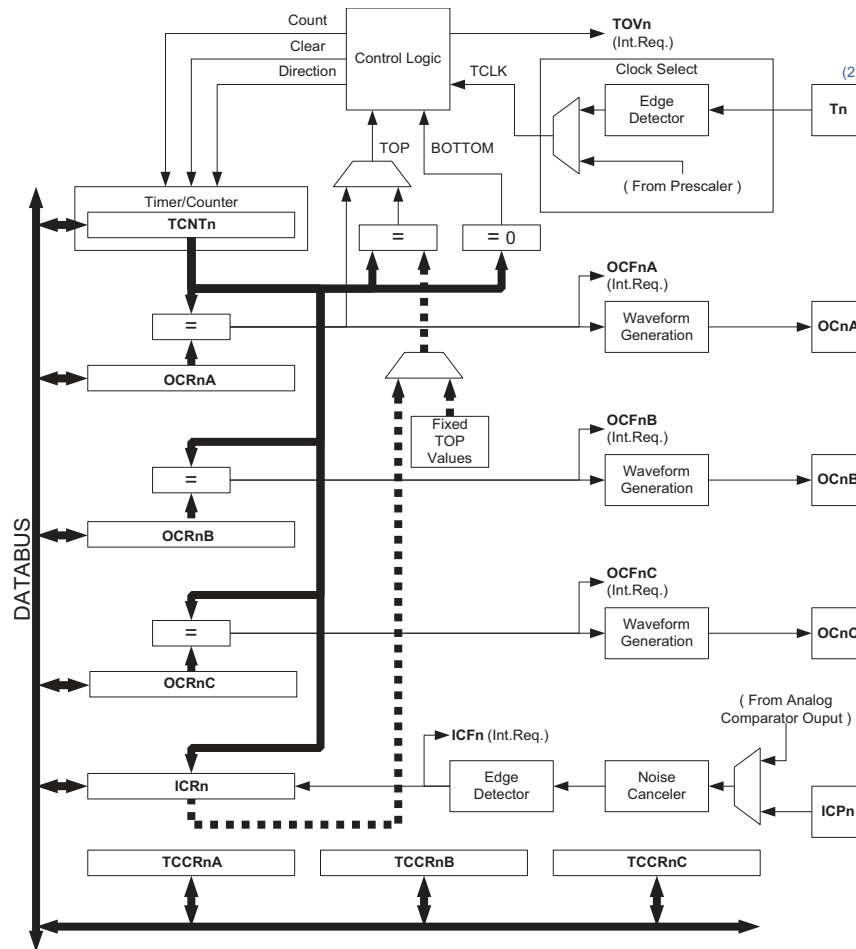 Count
TOVn
(Int.Req.)
Clear
Control Logic
Direction
TCLK
Clock Select
(2
Edge
Detector
Tn
TOP
BOTTOM
( From Prescaler )
Timer/Counter
TCNTn
=
= 0
OCFnA
(Int.Req.)
=
Waveform
Generation
OCnA
OCRnA
Fixed
TOP
Values
OCFnB
(Int.Req.)
=
Waveform
Generation
OCnB
OCRnB
DATABUS
OCFnC
(Int.Req.)
=
Waveform
Generation
OCnC
OCRnC
( From Analog
Comparator Ouput )
ICFn (Int.Req.)
ICRn
Edge
Detector
Noise
Canceler
ICPn
TCCRnA
TCCRnB
TCCRnC